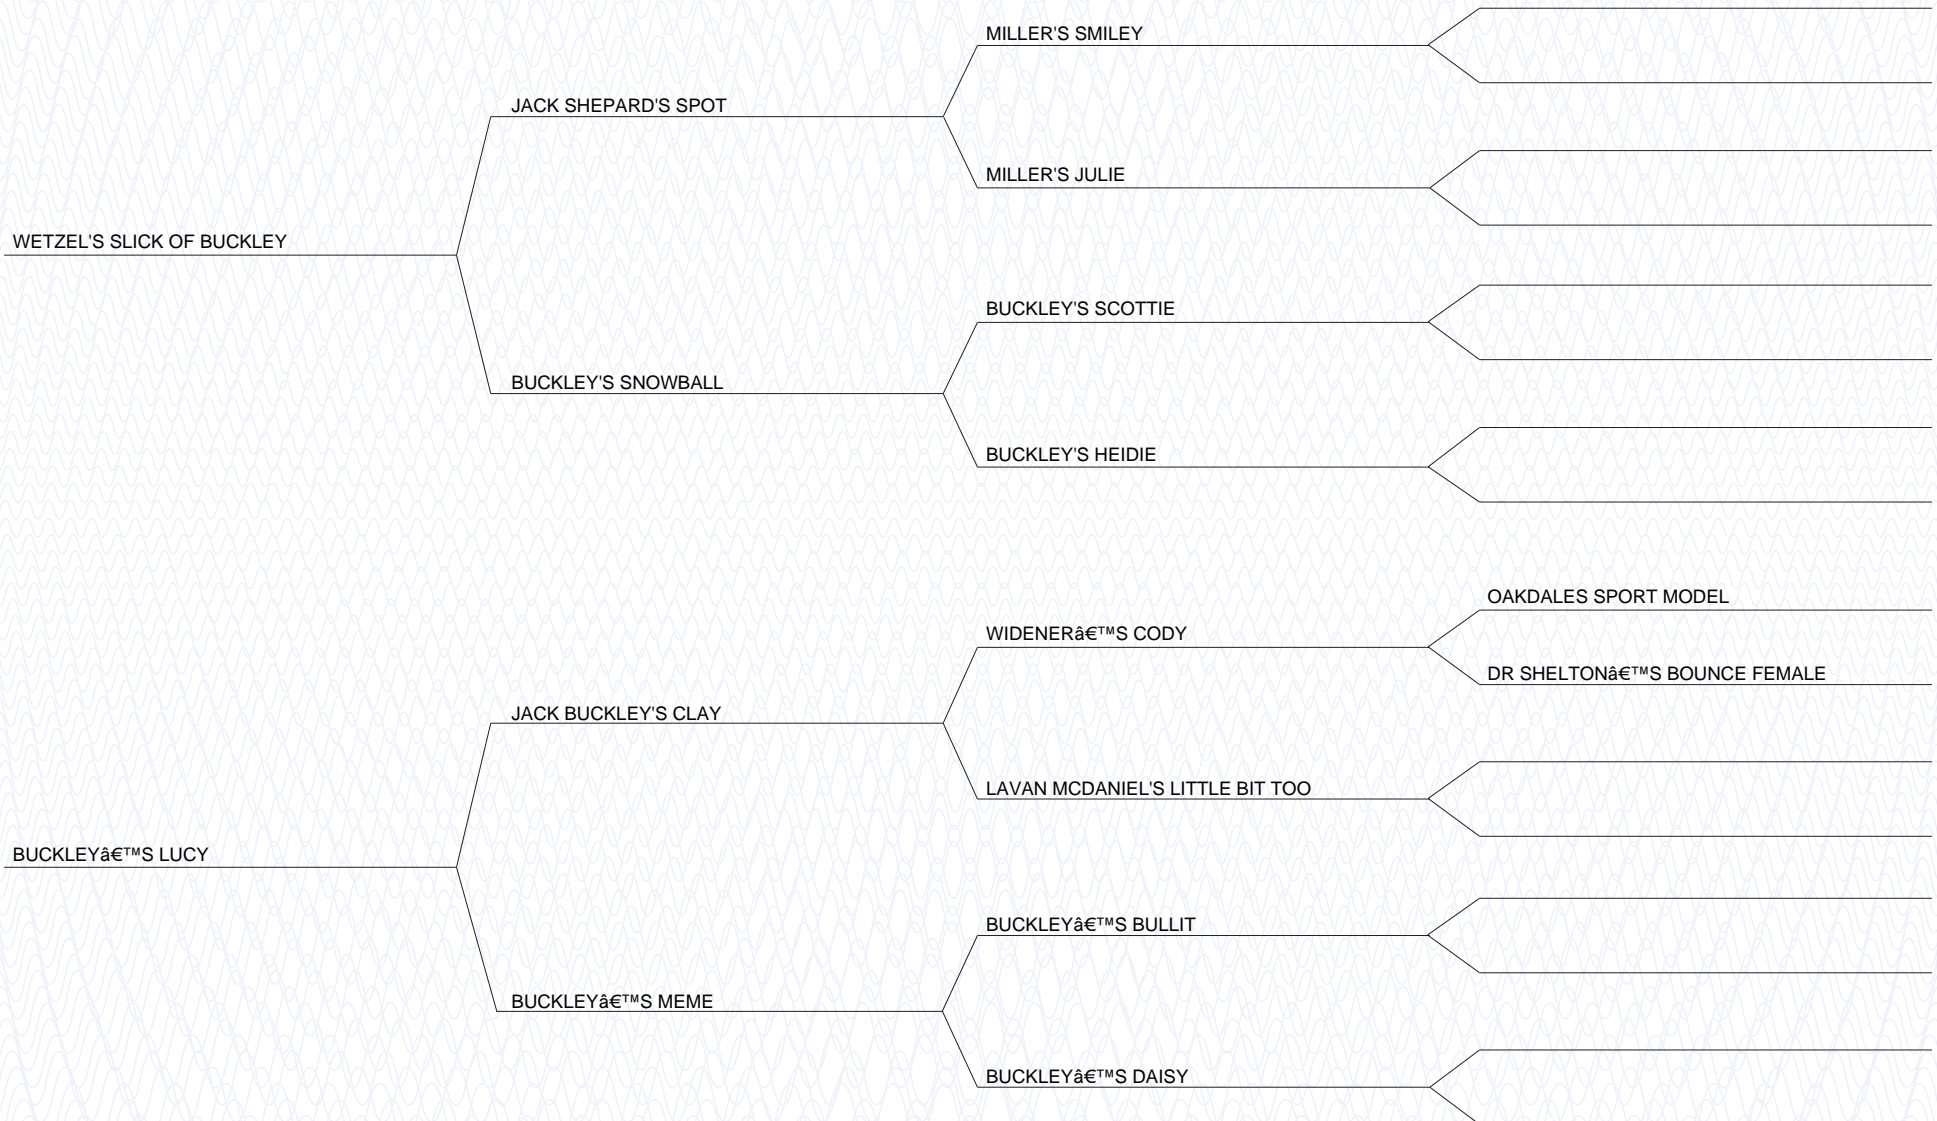 MILLER'S SMILEY
JACK SHEPARD'S SPOT
MILLER'S JULIE
WETZEL'S SLICK OF BUCKLEY
BUCKLEY'S SCOTTIE
BUCKLEY'S SNOWBALL
BUCKLEY'S HEIDIE
OAKDALES SPORT MODEL
WIDENERâ€™S CODY
DR SHELTONâ€™S BOUNCE FEMALE
JACK BUCKLEY'S CLAY
LAVAN MCDANIEL'S LITTLE BIT TOO
BUCKLEYâ€™S LUCY
BUCKLEYâ€™S BULLIT
BUCKLEYâ€™S MEME
BUCKLEYâ€™S DAISY